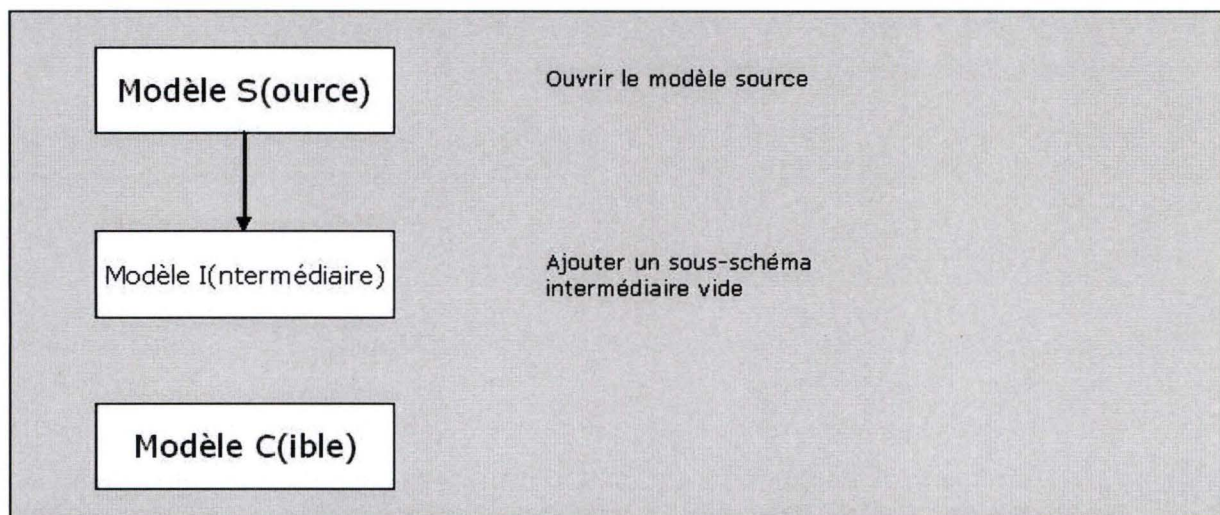 Modèle S(ource)
Ouvrir le modèle source
Modèle I(ntermédiaire)
Ajouter un sous-schéma
intermédiaire vide
Modèle C(ible)